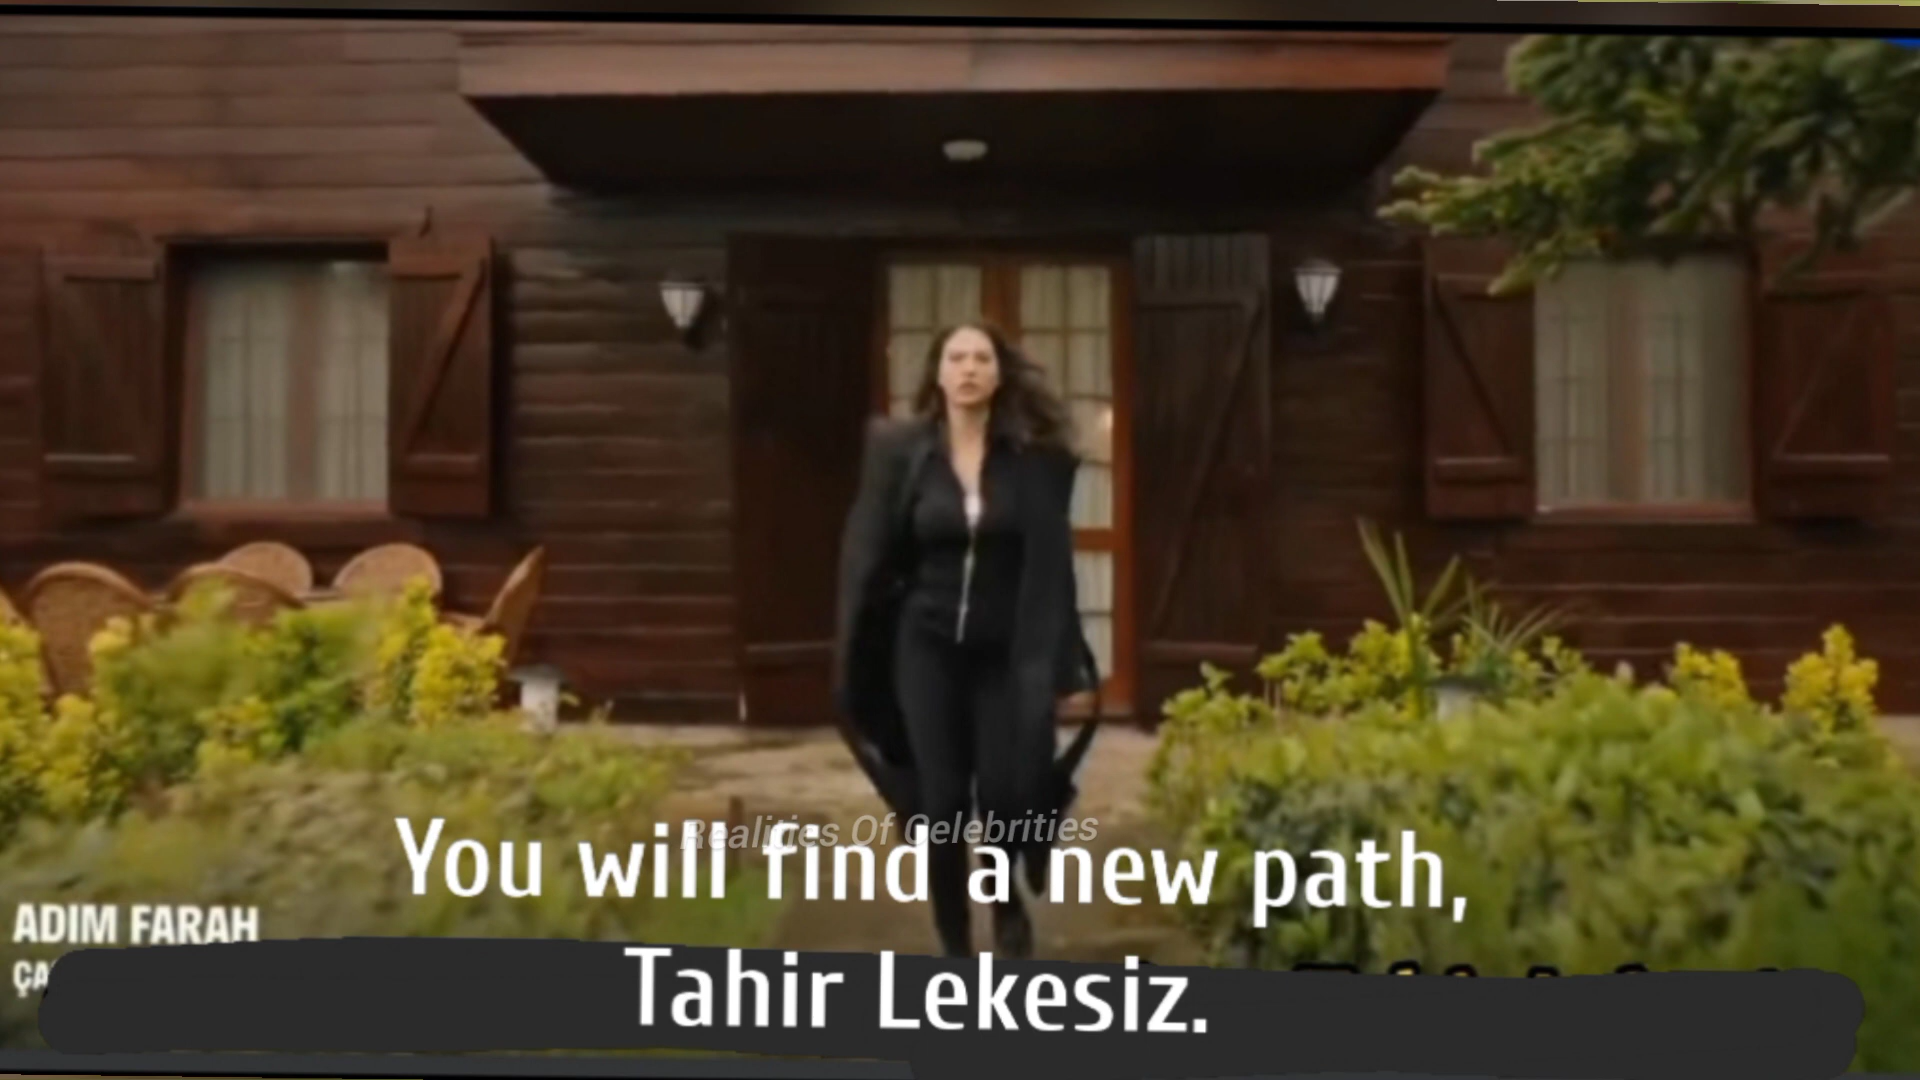 Realities Of Celebrities
You will find a new path,
ADIM FARAH
Tahir Lekesiz.